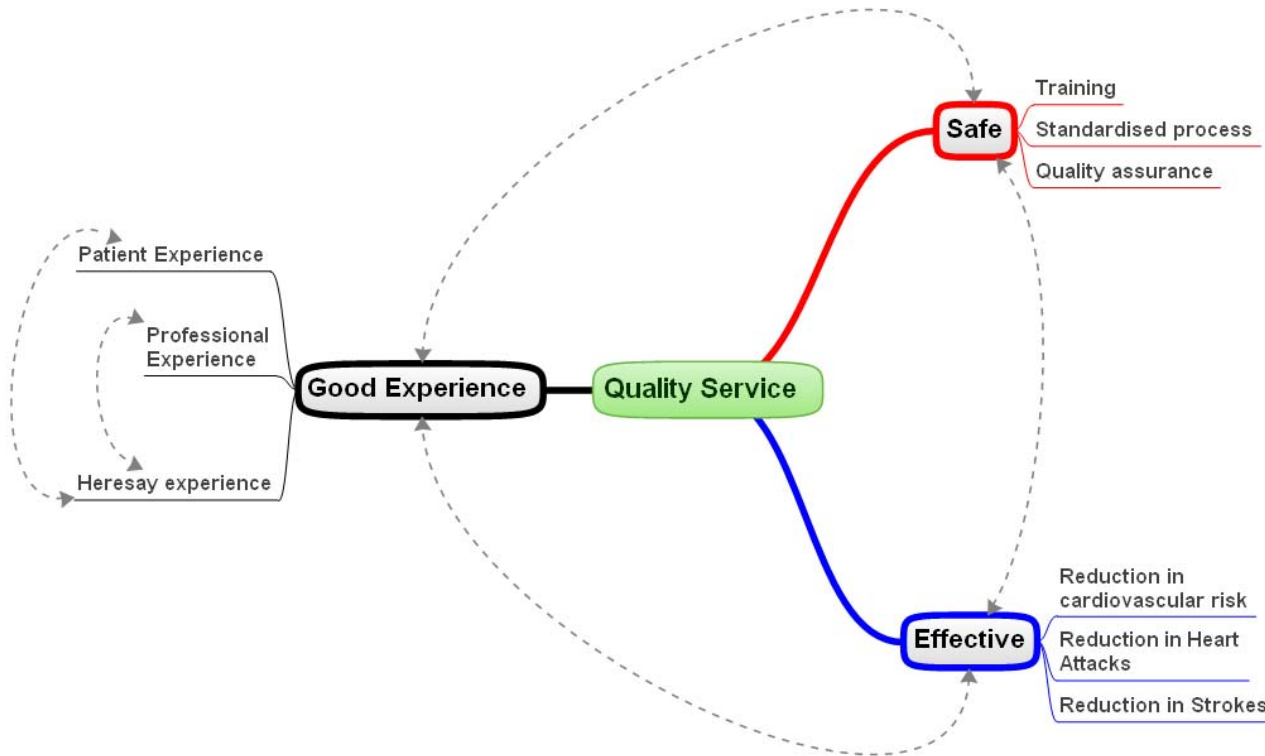 Training
Safe
Standardised process
Quality assurance
Patient Experience
Professional
Experience
Good Experience
Quality Service
Heresay experience
Reduction in
cardiovascular risk
Effective
Reduction in Heart
Attacks
Reduction in Strokes